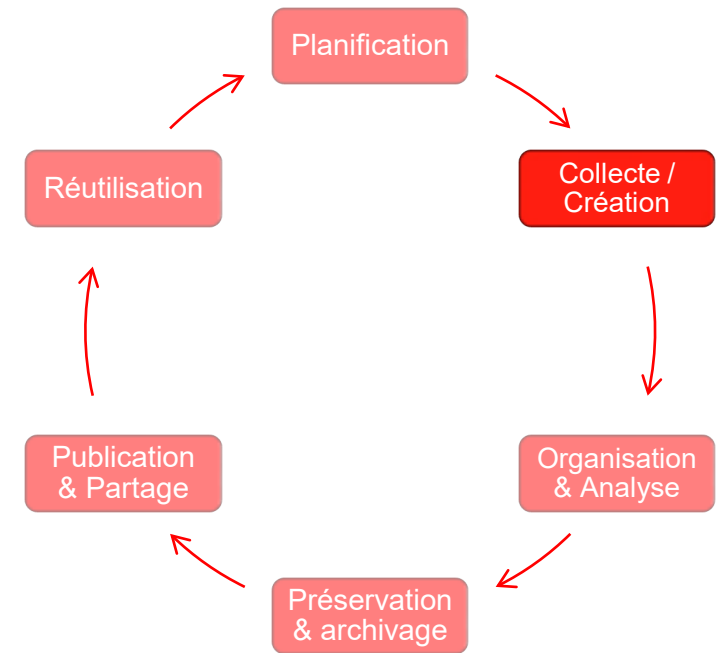 Planification
Collecte /
Création
Organisation
& Analyse
Préservation
& archivage
Publication
& Partage
Réutilisation